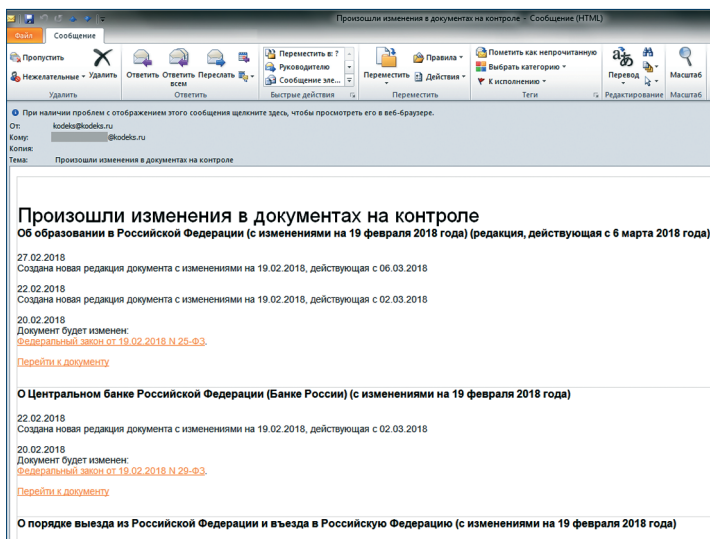 Произошли изменения в документах на контроле - Сообщение (HTML)
Файл Сообщение
Пропустить
Нежелательные Удалить
Удалить
Ответить Ответить всем Переслать
Ответить
Переместить в: ?
Руководителю
Сообщение эле...
Быстрые действия
Переместить
Правила
Действия
Переместить
Пометить как непрочитанную
Выбрать категорию
К исполнению
Теги
Перевод
Редактирование
Масштаб
Масштаб
При наличии проблем с отображением этого сообщения щелкните здесь, чтобы просмотреть его в веб-браузере.
От: kodeks@kodeks.ru
Кому: @kodeks.ru
Копия:
Тема: Произошли изменения в документах на контроле
Произошли изменения в документах на контроле
Об образовании в Российской Федерации (с изменениями на 19 февраля 2018 года) (редакция, действующая с 6 марта 2018 года)
27.02.2018
Создана новая редакция документа с изменениями на 19.02.2018, действующая с 06.03.2018
22.02.2018
Создана новая редакция документа с изменениями на 19.02.2018, действующая с 02.03.2018
20.02.2018
Документ будет изменен:
Федеральный закон от 19.02.2018 N 25-ФЗ.
Перейти к документу
О Центральном банке Российской Федерации (Банке России) (с изменениями на 19 февраля 2018 года)
22.02.2018
Создана новая редакция документа с изменениями на 19.02.2018, действующая с 02.03.2018
20.02.2018
Документ будет изменен:
Федеральный закон от 19.02.2018 N 29-ФЗ.
Перейти к документу
О порядке выезда из Российской Федерации и въезда в Российскую Федерацию (с изменениями на 19 февраля 2018 года)